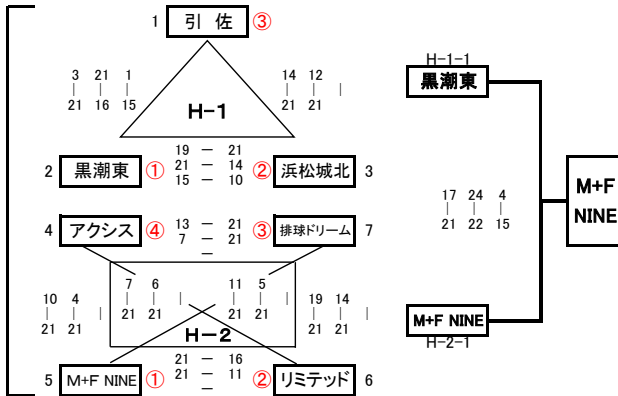 1 引 佐 ③
3 21 1
| | |
21 16 15
14 12
| | |
21 21
H-1
19 － 21
2 黒潮東 ① 21 － 14 ② 浜松城北 3
15 － 10
4 アクシス ④ 13 － 21 ③ 排球ドリーム 7
7 － 21
－
10 4
| | |
21 21
7 6
| | |
21 21
11 5
| | |
21 21
19 14
| | |
21 21
H-2
21 － 16
5 M+F NINE ① 21 － 11 ② リミテッド 6
－
H-1-1
黒潮東
17 24 4
| | |
21 22 15
M+F NINE
H-2-1
M+F
NINE